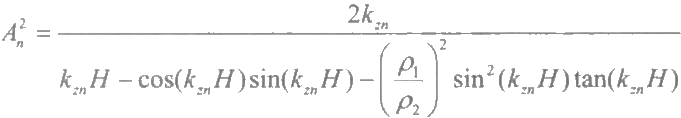 $$A_n^2 = \frac{2k_{zn}}{k_{zn}H - \cos(k_{zn}H)\sin(k_{zn}H) - \left(\frac{\rho_1}{\rho_2}\right)^2 \sin^2(k_{zn}H)\tan(k_{zn}H)}$$